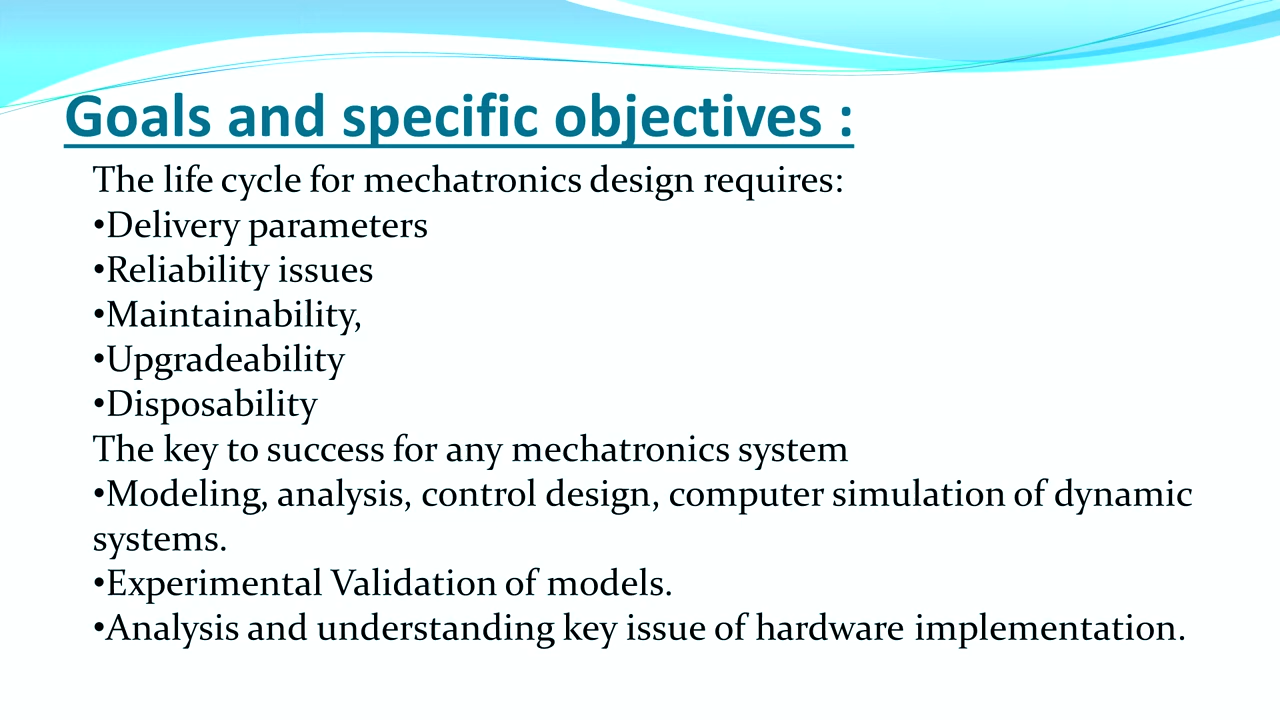 Goals and specific objectives :
The life cycle for mechatronics design requires:
•Delivery parameters
•Reliability issues
•Maintainability,
•Upgradeability
•Disposability
The key to success for any mechatronics system
•Modeling, analysis, control design, computer simulation of dynamic
systems.
•Experimental Validation of models.
•Analysis and understanding key issue of hardware implementation.